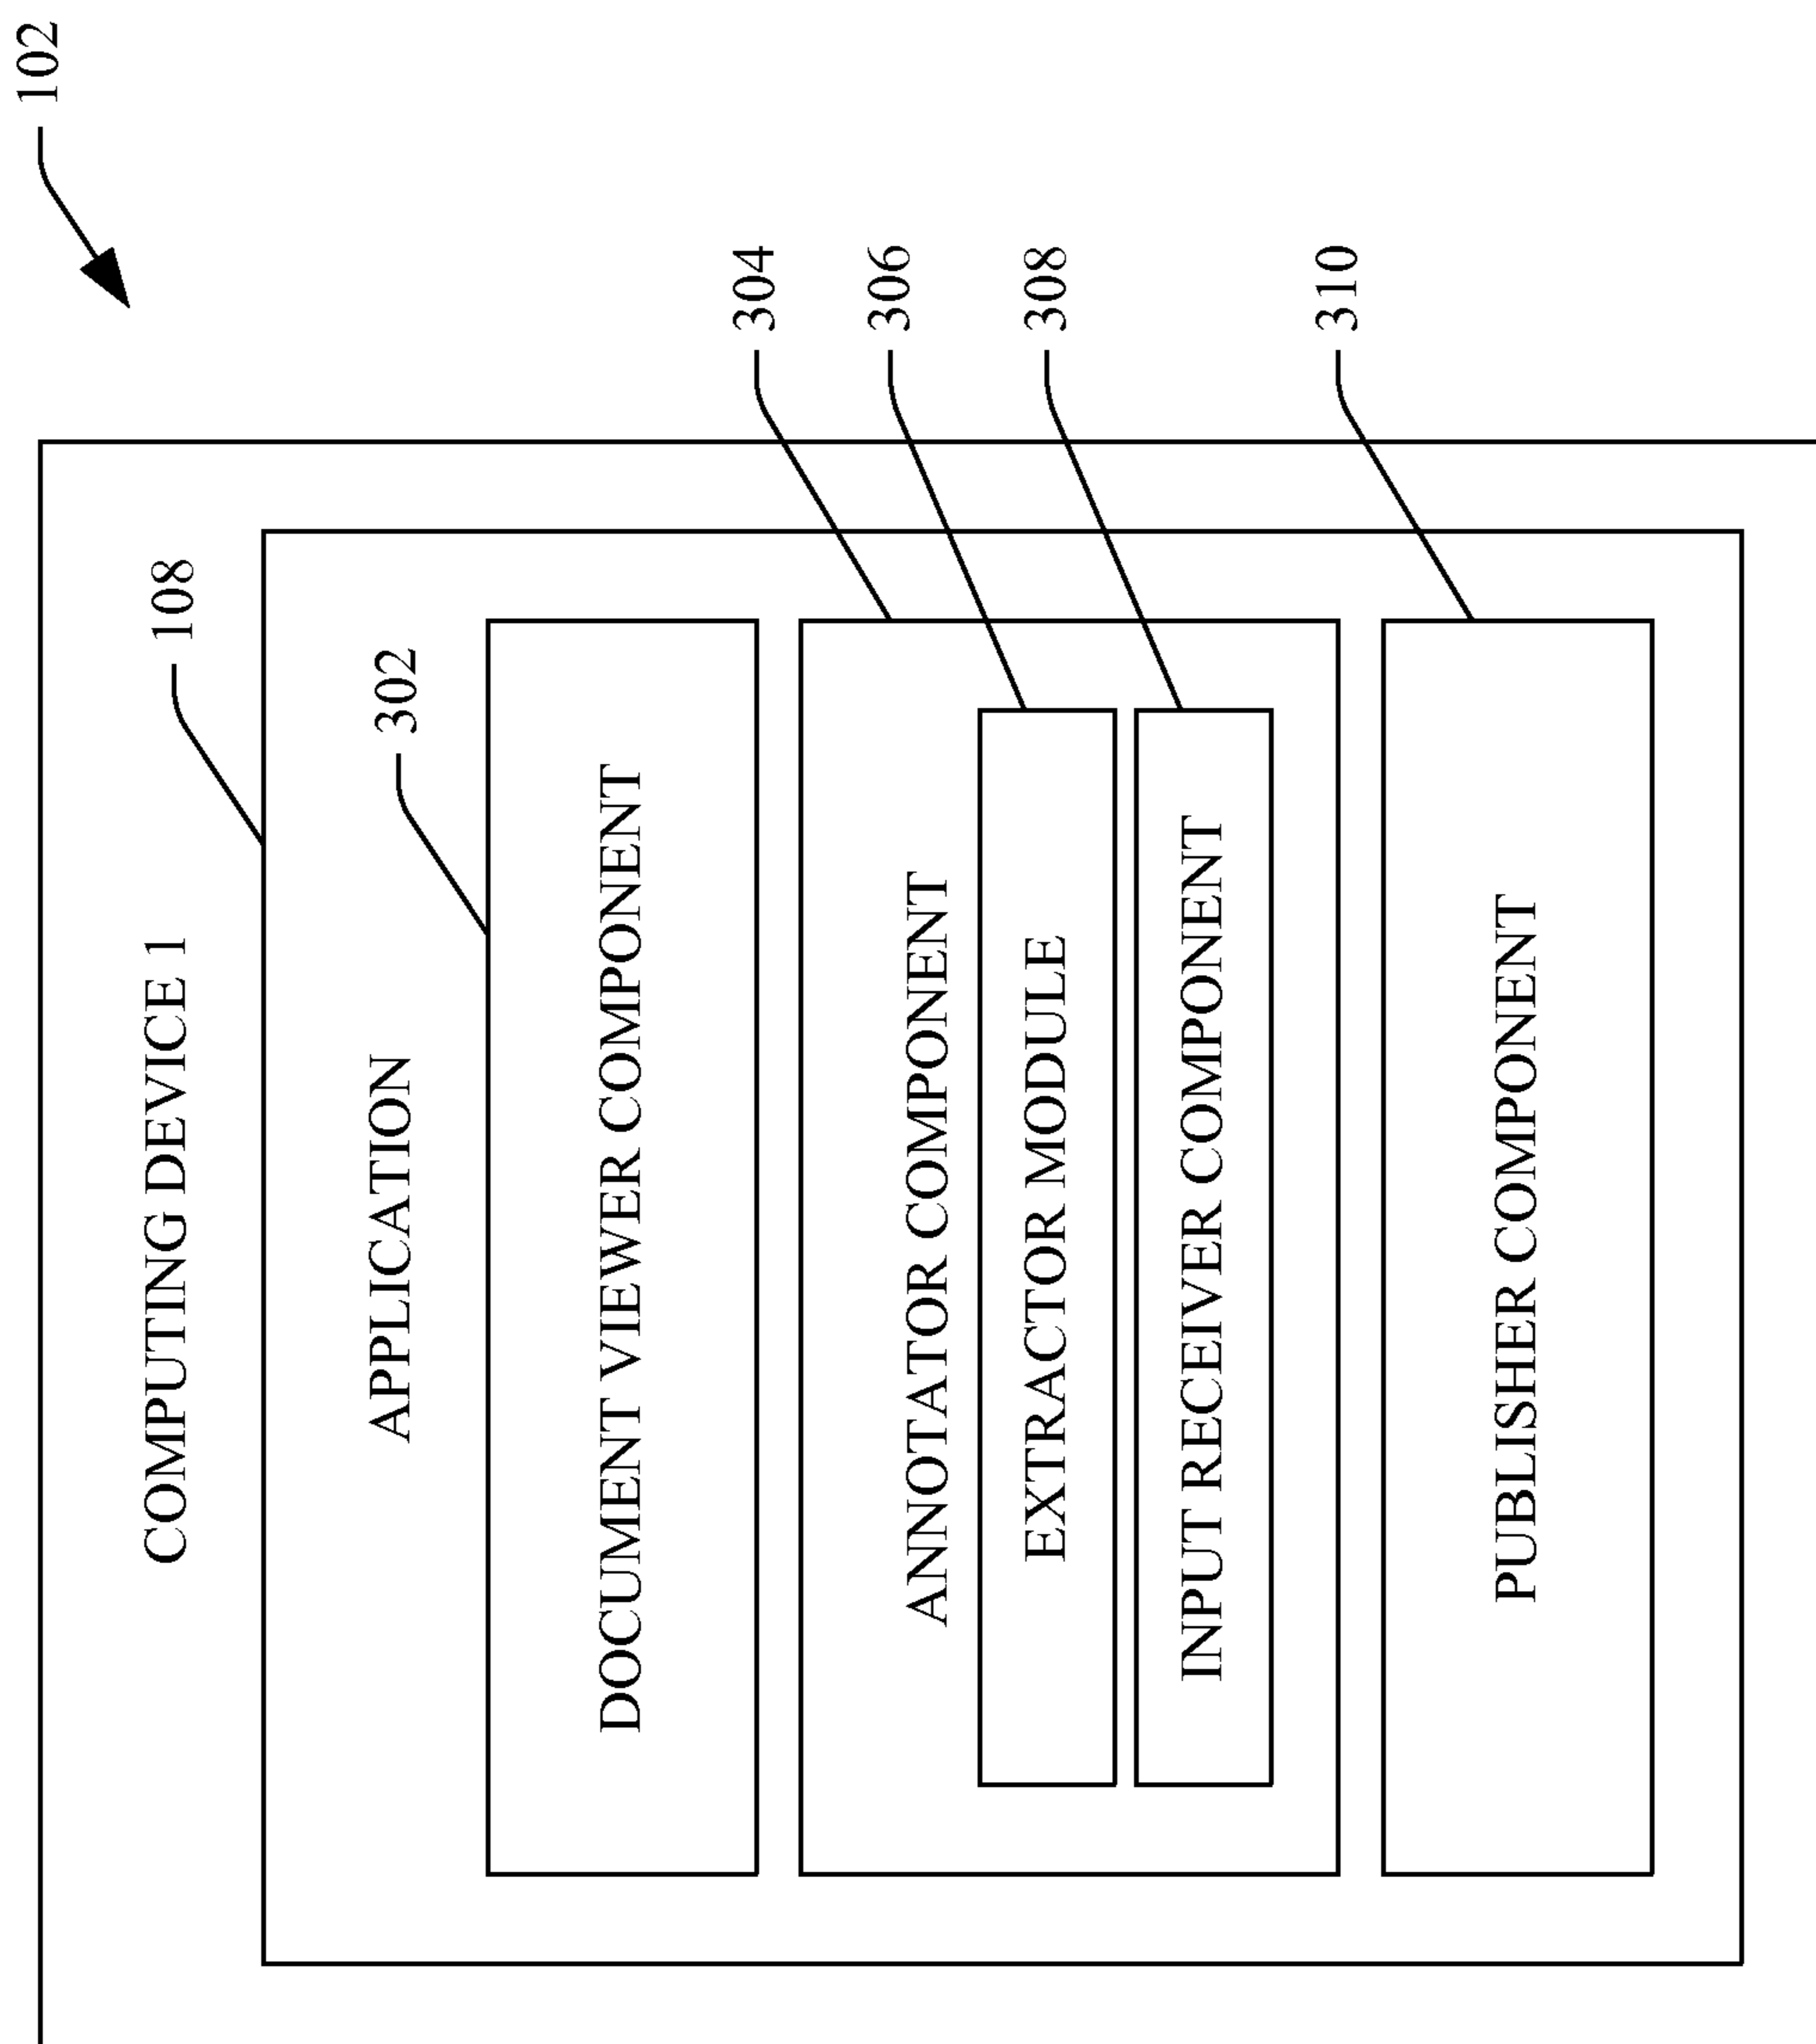 102
COMPUTING DEVICE 1
108
APPLICATION
302
DOCUMENT VIEWER COMPONENT
304
ANNOTATOR COMPONENT
306
EXTRACTOR MODULE
308
INPUT RECEIVER COMPONENT
310
PUBLISHER COMPONENT